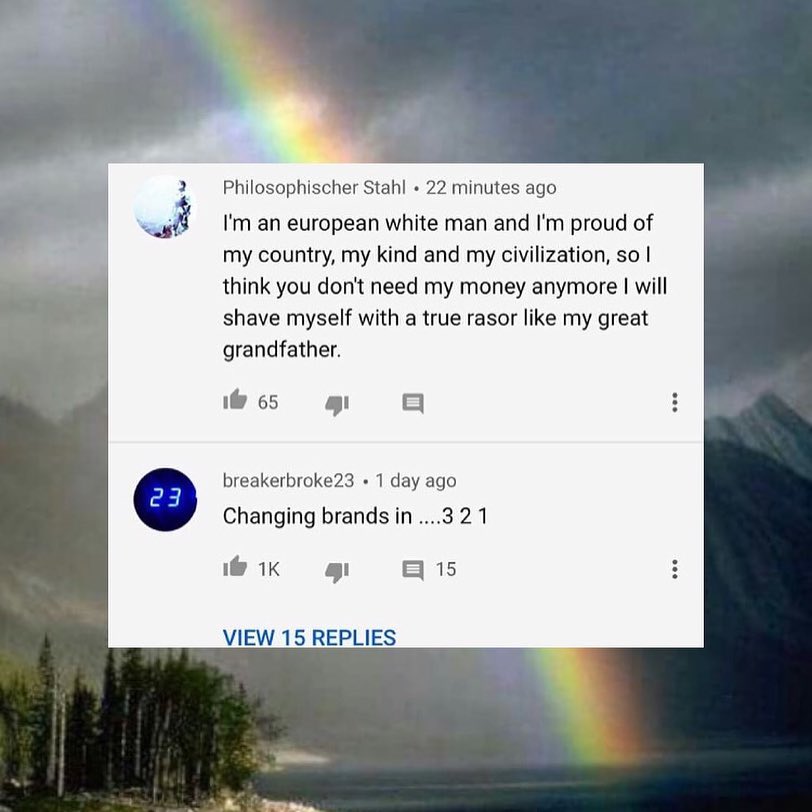 Philosophischer Stahl • 22 minutes ago
I'm an european white man and I'm proud of
my country, my kind and my civilization, so I
think you don't need my money anymore I will
shave myself with a true rasor like my great
grandfather.
65
23
breakerbroke23 • 1 day ago
Changing brands in ....3 2 1
1K 15
VIEW 15 REPLIES